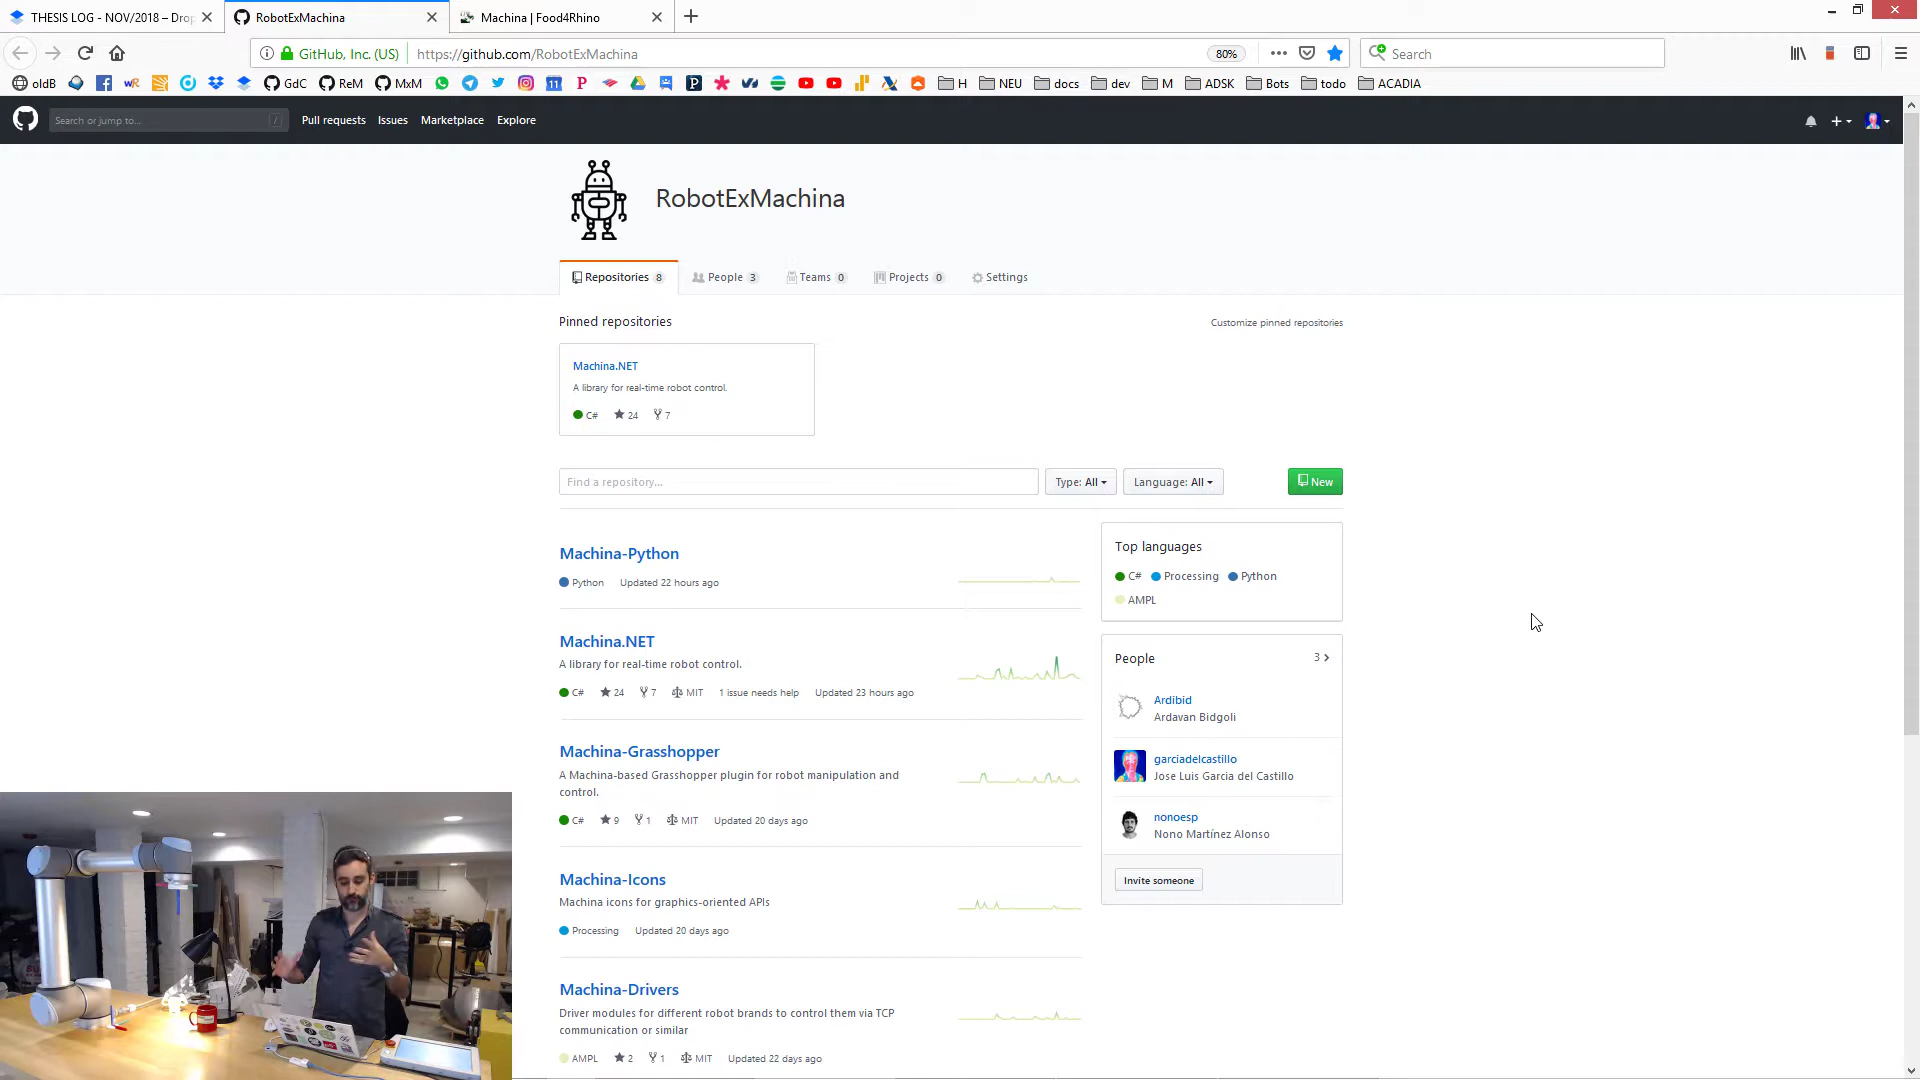 THESIS LOG - NOV/2018 – Drop
RobotExMachina
Machina | Food4Rhino
GitHub, Inc. (US)
https://github.com/RobotExMachina
80%
Search
oldB
GdC
ReM
MxM
H
NEU
docs
dev
M
ADSK
Bots
todo
ACADIA
Search or jump to...
/
Pull requests
Issues
Marketplace
Explore
RobotExMachina
Repositories 8
People 3
Teams 0
Projects 0
Settings
Pinned repositories
Customize pinned repositories
Machina.NET
A library for real-time robot control.
C# 24 7
Find a repository...
Type: All
Language: All
New
Machina-Python
Python Updated 22 hours ago
Machina.NET
A library for real-time robot control.
C# 24 7 MIT 1 issue needs help Updated 23 hours ago
Machina-Grasshopper
A Machina-based Grasshopper plugin for robot manipulation and
control.
C# 9 1 MIT Updated 20 days ago
Machina-Icons
Machina icons for graphics-oriented APIs
Processing Updated 20 days ago
Machina-Drivers
Driver modules for different robot brands to control them via TCP
communication or similar
AMPL 2 1 MIT Updated 22 days ago
Top languages
C# Processing Python
AMPL
People 3
Ardibid
Ardavan Bidgoli
garciadelcastillo
Jose Luis Garcia del Castillo
nonoesp
Nono Martínez Alonso
Invite someone